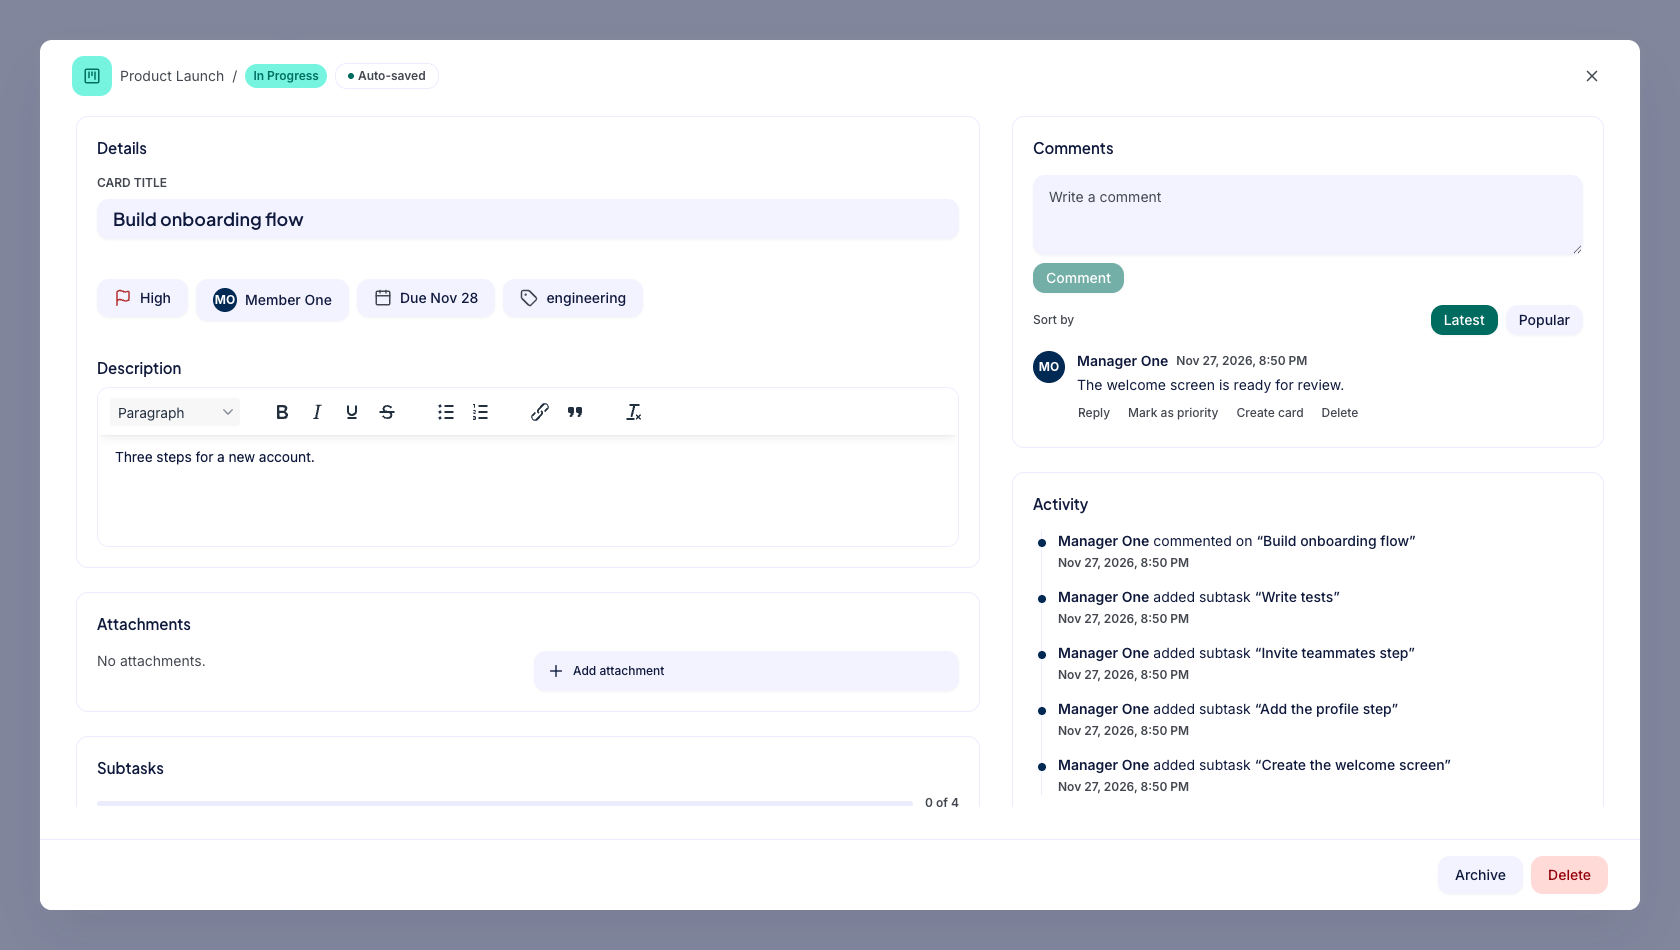 Product Launch / In Progress Auto-saved
Details
CARD TITLE
Build onboarding flow
High MO Member One Due Nov 28 engineering
Description
Paragraph B I U S
Three steps for a new account.
Attachments
No attachments.
Add attachment
Subtasks
0 of 4
Comments
Write a comment
Comment
Sort by Latest Popular
MO Manager One Nov 27, 2026, 8:50 PM
The welcome screen is ready for review.
Reply Mark as priority Create card Delete
Activity
Manager One commented on “Build onboarding flow”
Nov 27, 2026, 8:50 PM
Manager One added subtask “Write tests”
Nov 27, 2026, 8:50 PM
Manager One added subtask “Invite teammates step”
Nov 27, 2026, 8:50 PM
Manager One added subtask “Add the profile step”
Nov 27, 2026, 8:50 PM
Manager One added subtask “Create the welcome screen”
Nov 27, 2026, 8:50 PM
Archive Delete